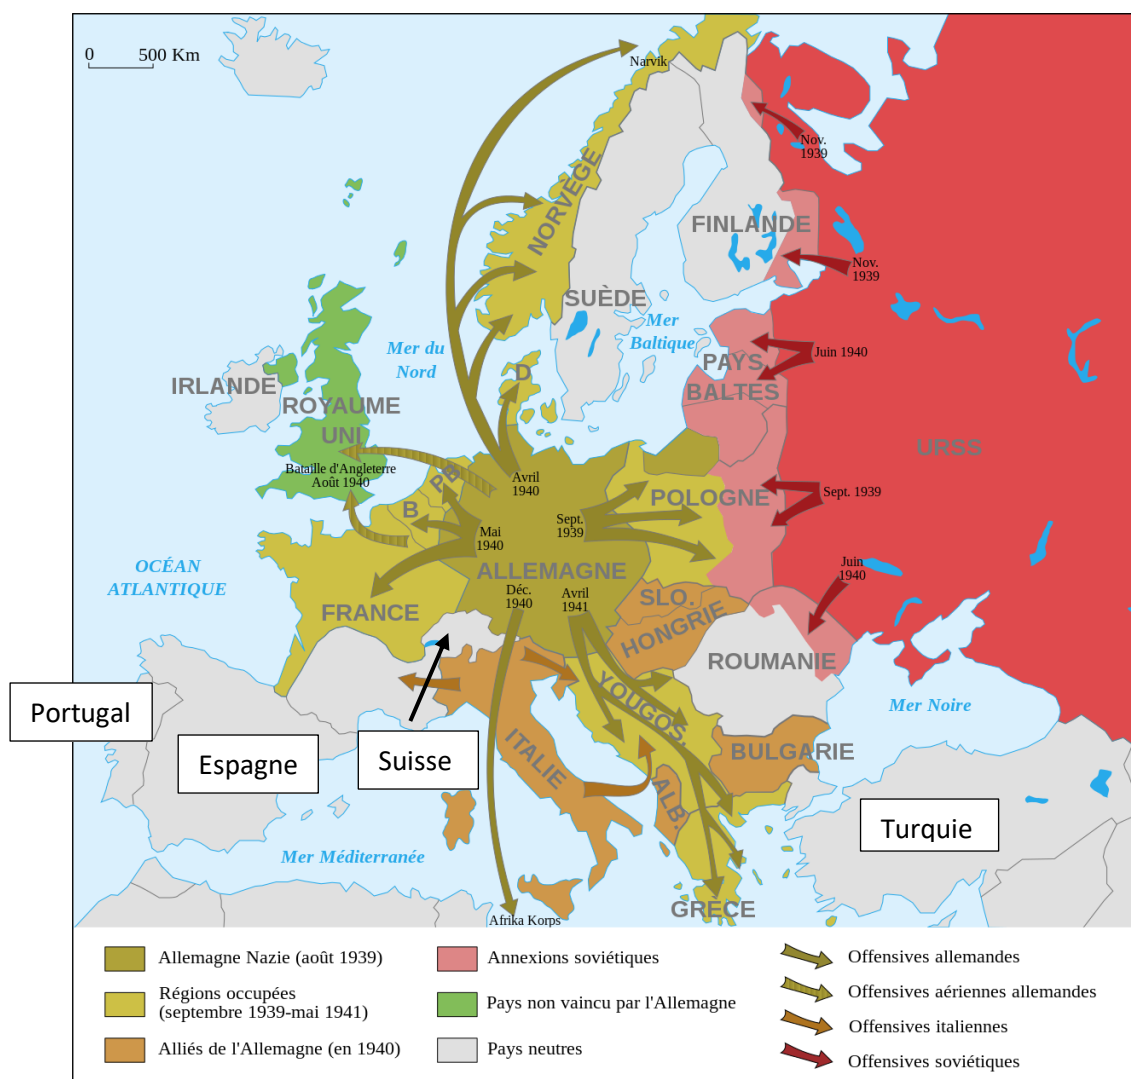 0 500 Km
Narvik
Nov.
1939
NORVÈGE
FINLANDE
Nov.
1939
SUÈDE
Mer
Baltique
Mer du
Nord
Juin 1940
PAYS
BALTES
D
IRLANDE
ROYAUME
UNI
URSS
Bataille d'Angleterre
Août 1940
PB
Avril
1940
POLOGNE
Sept. 1939
B
Sept.
1939
Mai
1940
OCÉAN
ATLANTIQUE
ALLEMAGNE
Juin
1940
Déc.
1940
Avril
1941
SLO.
FRANCE
HONGRIE
ROUMANIE
Portugal
YOUGOS.
Mer Noire
Espagne
Suisse
ITALIE
BULGARIE
ALB.
Turquie
Mer Méditerranée
GRÈCE
Afrika Korps
Allemagne Nazie (août 1939)
Régions occupées
(septembre 1939-mai 1941)
Alliés de l'Allemagne (en 1940)
Annexions soviétiques
Pays non vaincu par l'Allemagne
Pays neutres
Offensives allemandes
Offensives aériennes allemandes
Offensives italiennes
Offensives soviétiques